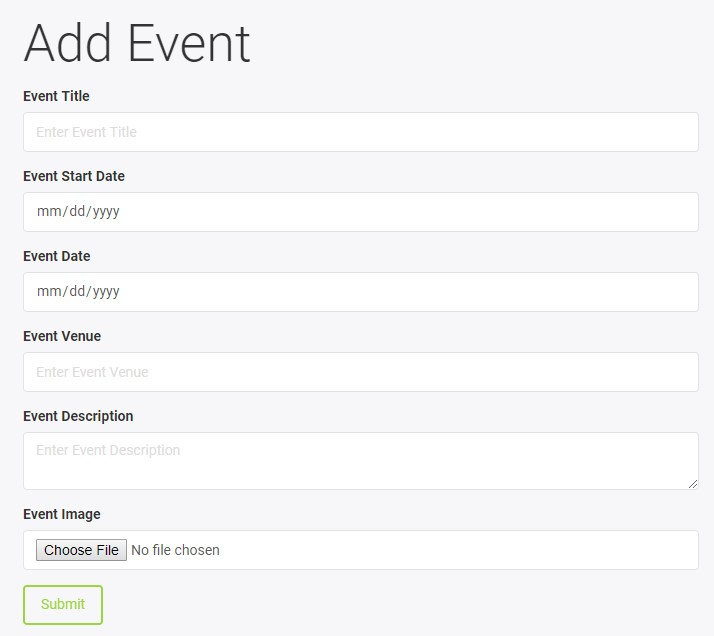 Add Event
Event Title
Enter Event Title
Event Start Date
mm/dd/yyyy
Event Date
mm/dd/yyyy
Event Venue
Enter Event Venue
Event Description
Enter Event Description
Event Image
Choose File No file chosen
Submit